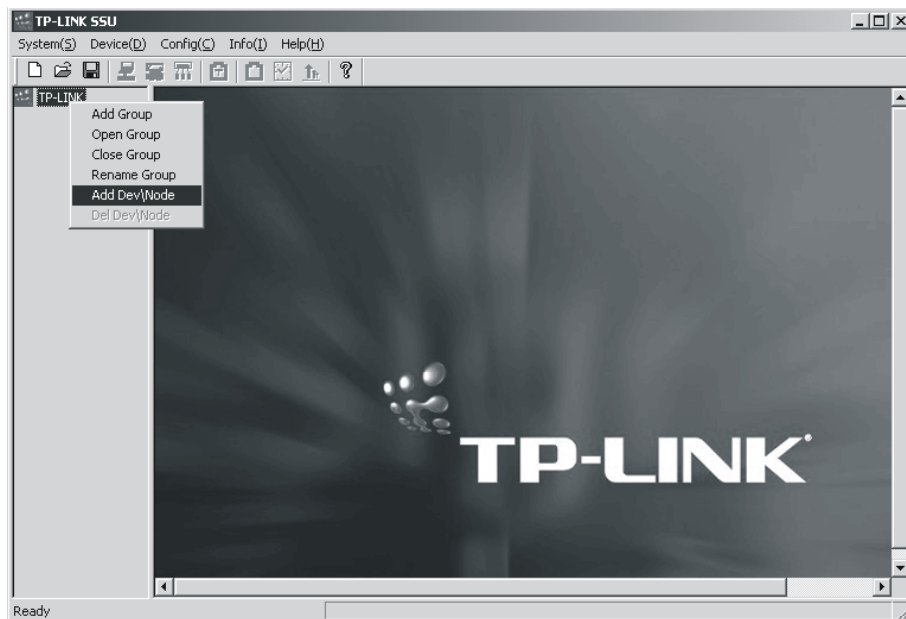 TP-LINK SSU
System(S) Device(D) Config(C) Info(I) Help(H)
TP-LINK
Add Group
Open Group
Close Group
Rename Group
Add Dev\Node
Del Dev\Node
TP-LINK®
Ready